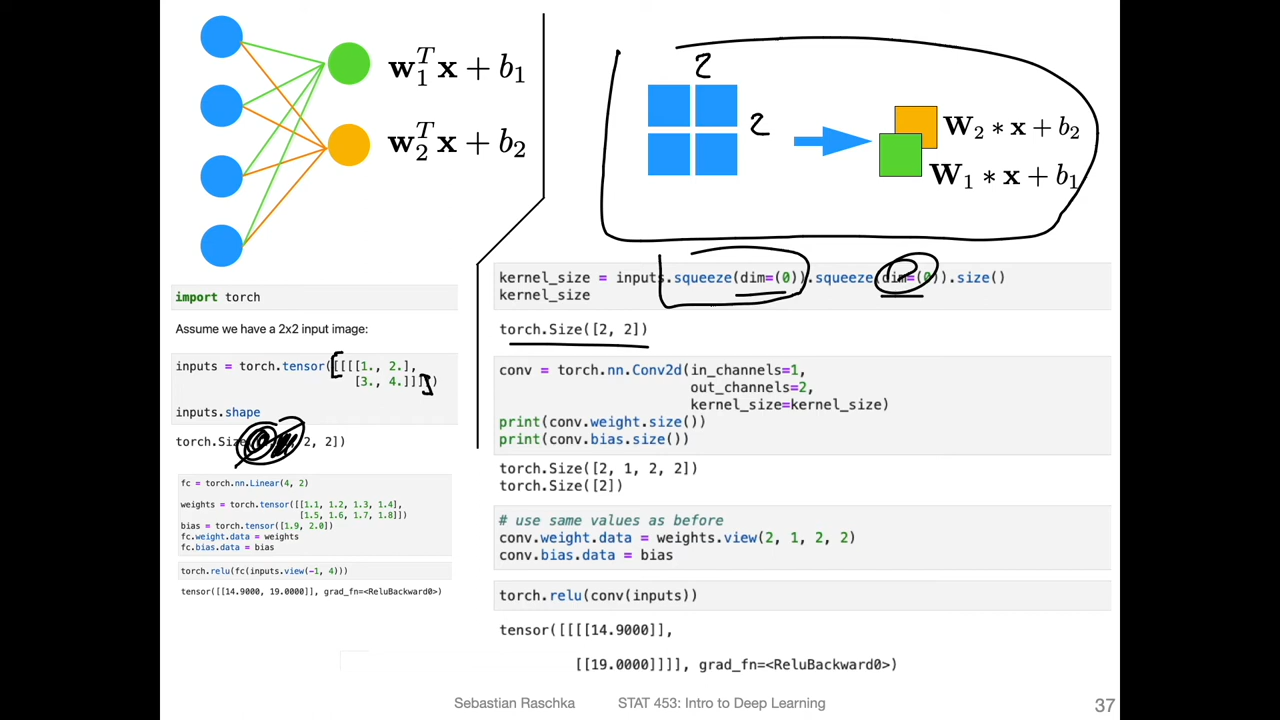 w₁ᵀx + b₁
w₂ᵀx + b₂
import torch
Assume we have a 2x2 input image:
inputs = torch.tensor([[[[1., 2.],
[3., 4.]]]])
inputs.shape
2, 2])
fc = torch.nn.Linear(4, 2)
weights = torch.tensor([[1.1, 1.2, 1.3, 1.4],
[1.5, 1.6, 1.7, 1.8]])
bias = torch.tensor([1.9, 2.0])
fc.weight.data = weights
fc.bias.data = bias
torch.relu(fc(inputs.view(-1, 4)))
tensor([[14.9000, 19.0000]], grad_fn=<ReluBackward0>)
2
2
W₂ ∗ x + b₂
W₁ ∗ x + b₁
kernel_size = inputs.squeeze(dim=(0)).squeeze(dim=(0)).size()
kernel_size
torch.Size([2, 2])
conv = torch.nn.Conv2d(in_channels=1,
out_channels=2,
kernel_size=kernel_size)
print(conv.weight.size())
print(conv.bias.size())
torch.Size([2, 1, 2, 2])
torch.Size([2])
# use same values as before
conv.weight.data = weights.view(2, 1, 2, 2)
conv.bias.data = bias
torch.relu(conv(inputs))
tensor([[[[14.9000]],
[[19.0000]]]], grad_fn=<ReluBackward0>)
Sebastian Raschka STAT 453: Intro to Deep Learning 37